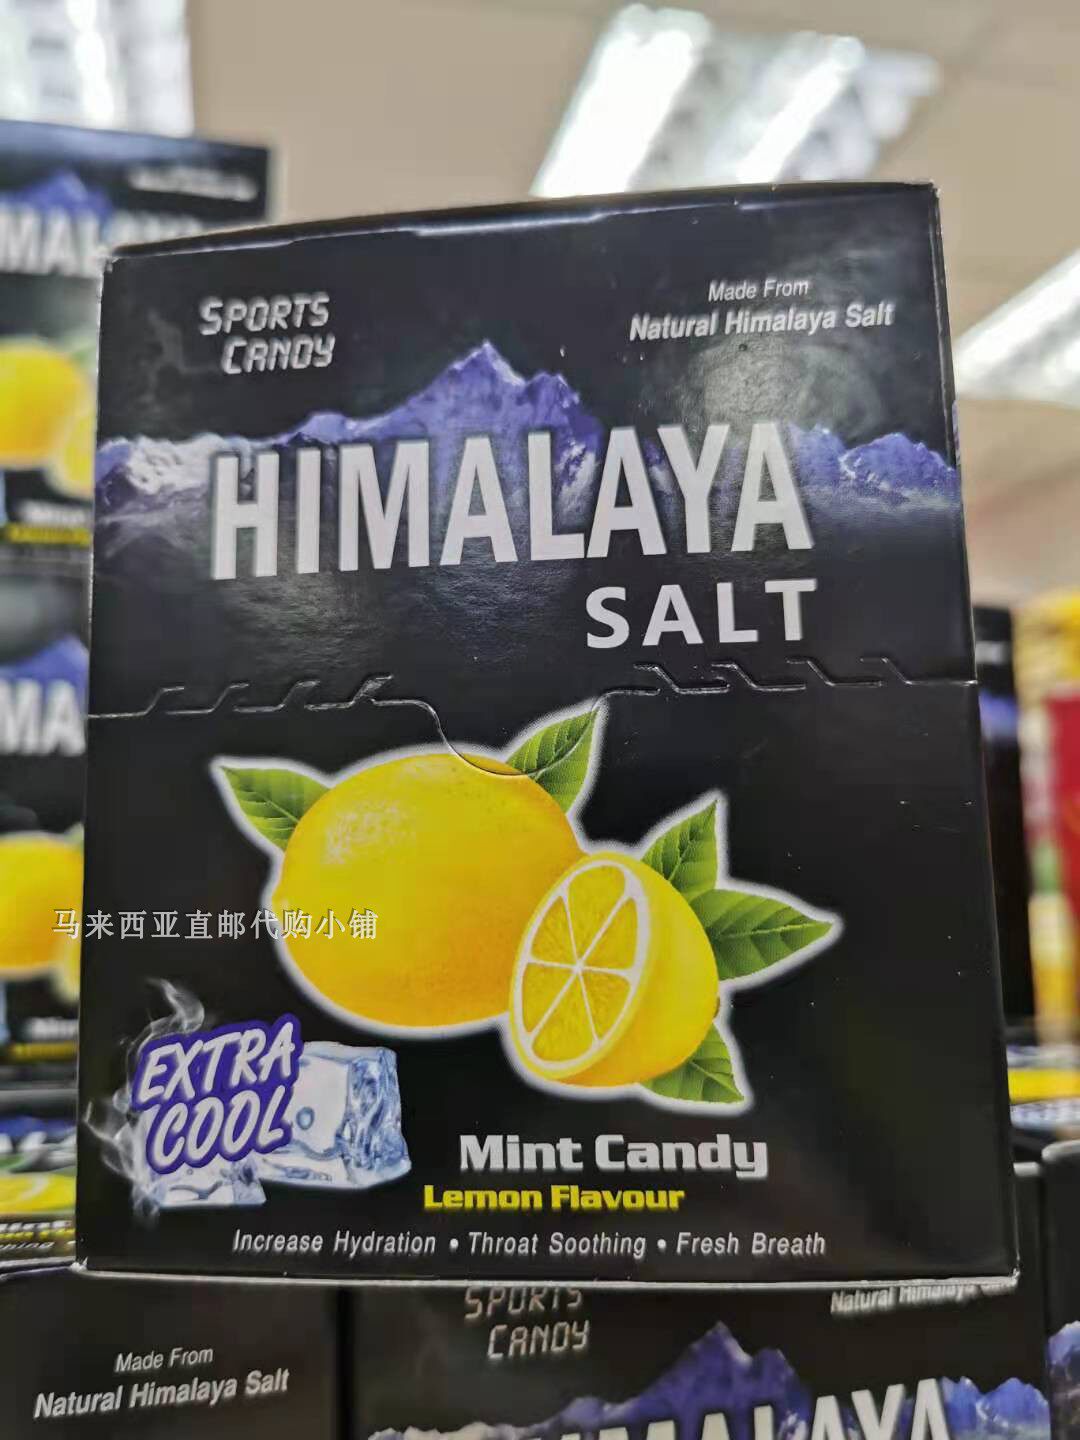 SPORTS
CANDY
Made From
Natural Himalaya Salt
HIMALAYA
SALT
马来西亚直邮代购小铺
EXTRA
COOL
Mint Candy
Lemon Flavour
Increase Hydration • Throat Soothing • Fresh Breath
SPORTS
CANDY
Natural Himalaya Salt
Made From
Natural Himalaya Salt
HIMALAYA